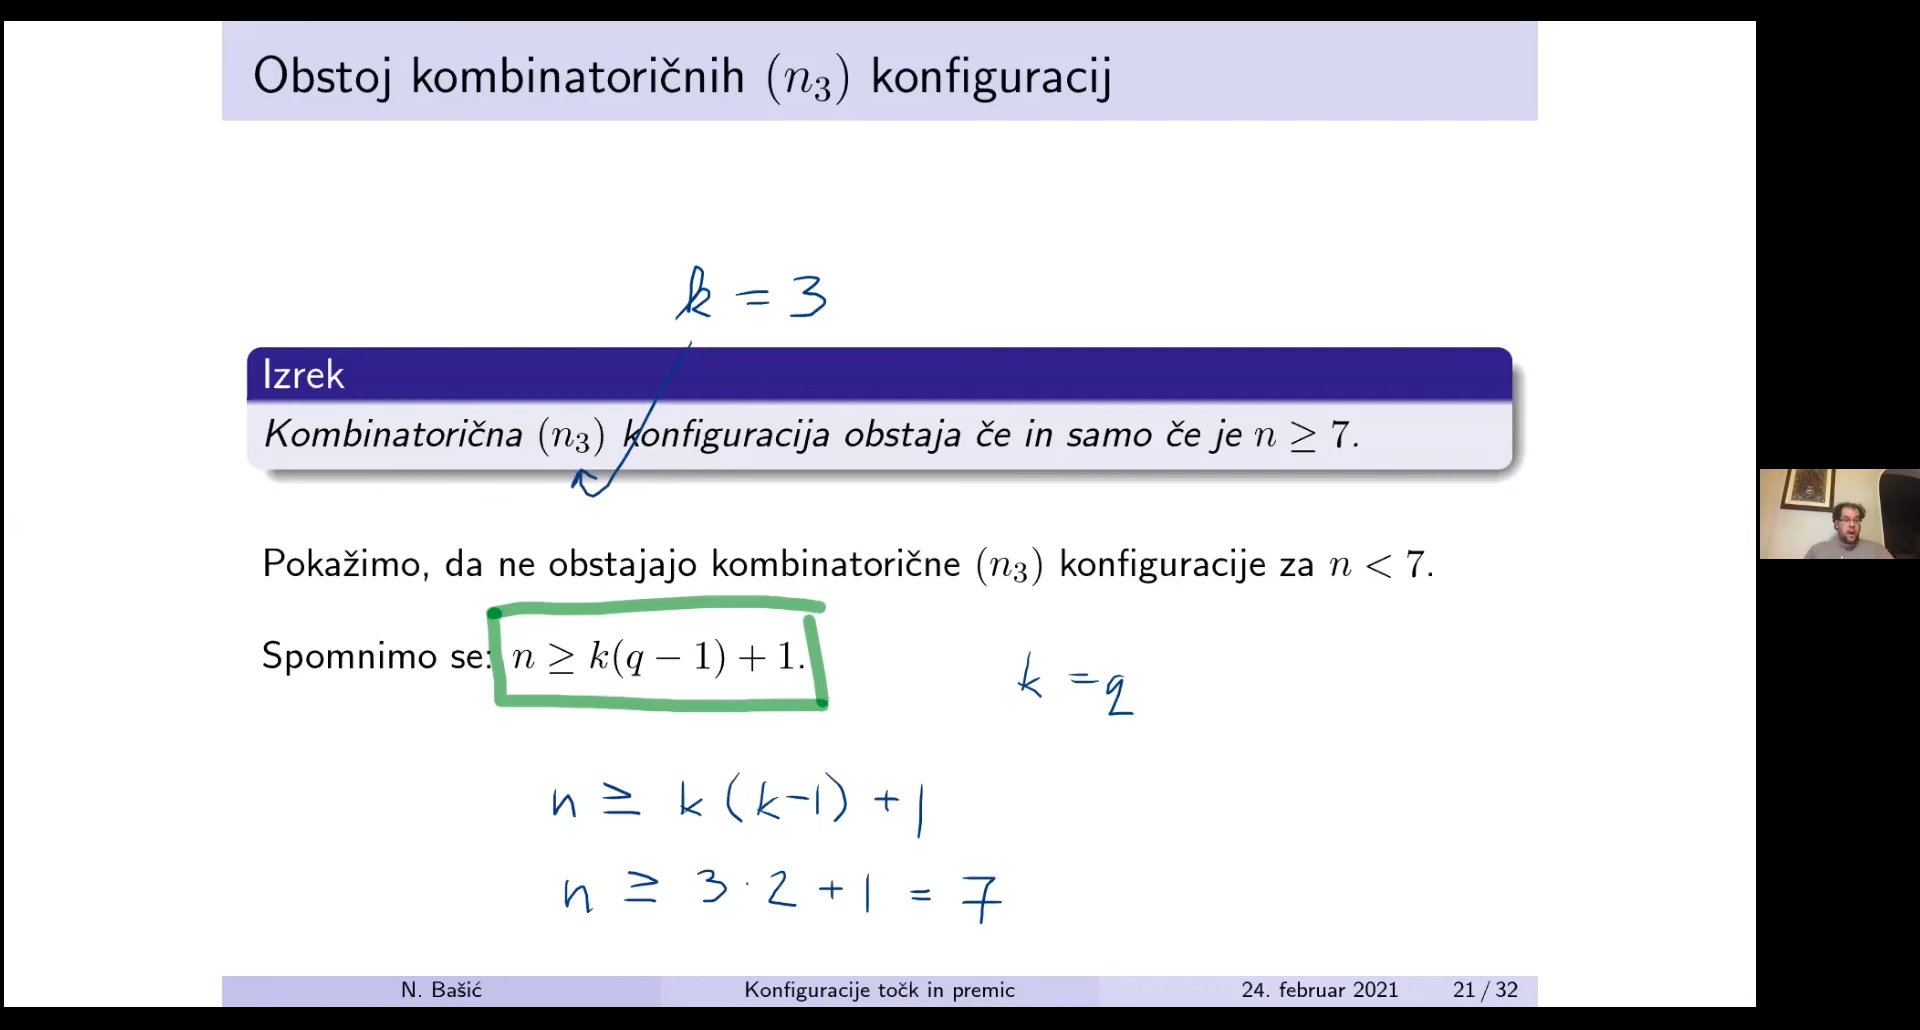 Obstoj kombinatoričnih (n₃) konfiguracij
k = 3
Izrek
Kombinatorična (n₃) konfiguracija obstaja če in samo če je n ≥ 7.
Pokažimo, da ne obstajajo kombinatorične (n₃) konfiguracije za n < 7.
Spomnimo se: n ≥ k(q − 1) + 1.
k = q
n ≥ k (k-1) + 1
n ≥ 3 · 2 + 1 = 7
N. Bašić Konfiguracije točk in premic 24. februar 2021 21 / 32